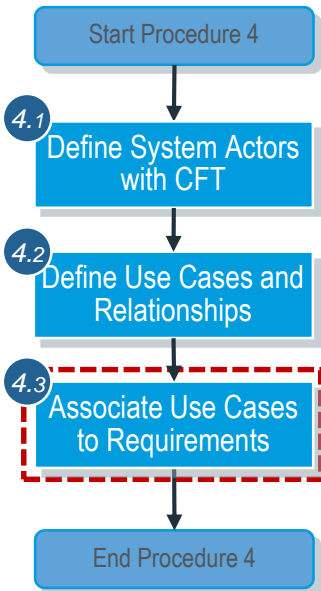 Start Procedure 4
4.1
Define System Actors
with CFT
4.2
Define Use Cases and
Relationships
4.3
Associate Use Cases
to Requirements
End Procedure 4